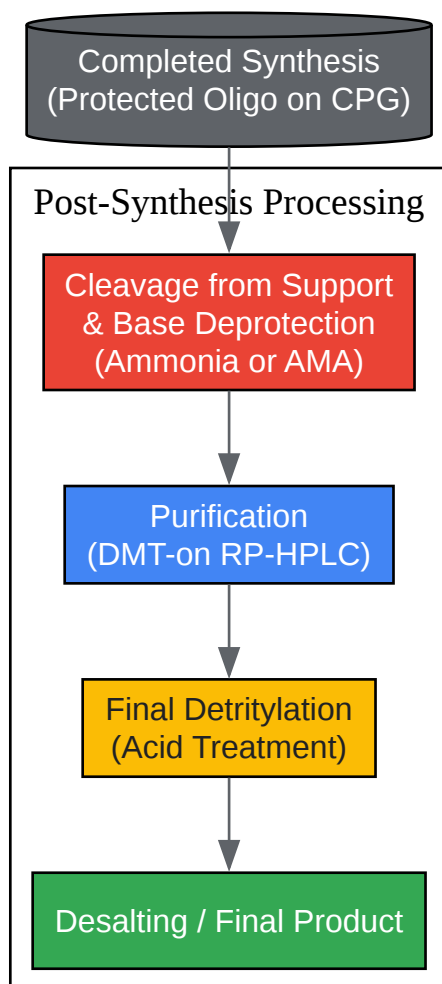 Completed Synthesis
(Protected Oligo on CPG)
Post-Synthesis Processing
Cleavage from Support
& Base Deprotection
(Ammonia or AMA)
Purification
(DMT-on RP-HPLC)
Final Detritylation
(Acid Treatment)
Desalting / Final Product